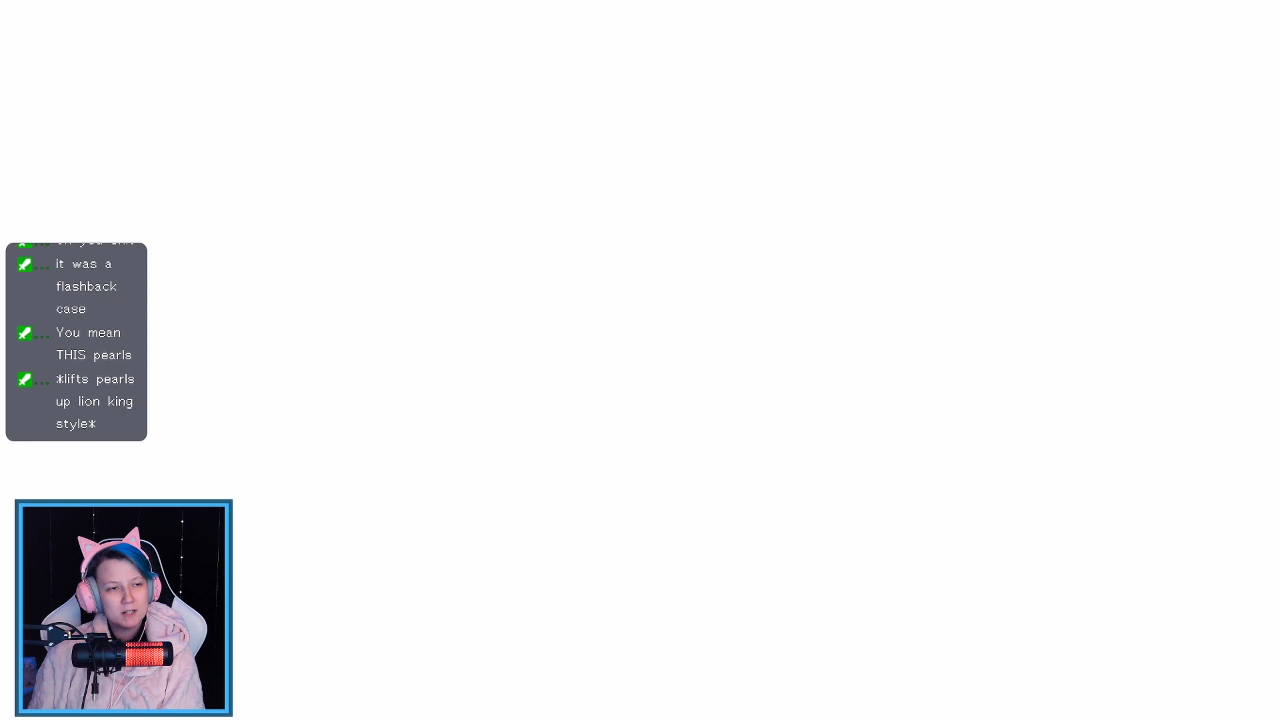 it was a
flashback
case
You mean
THIS pearls
*lifts pearls
up lion king
style*